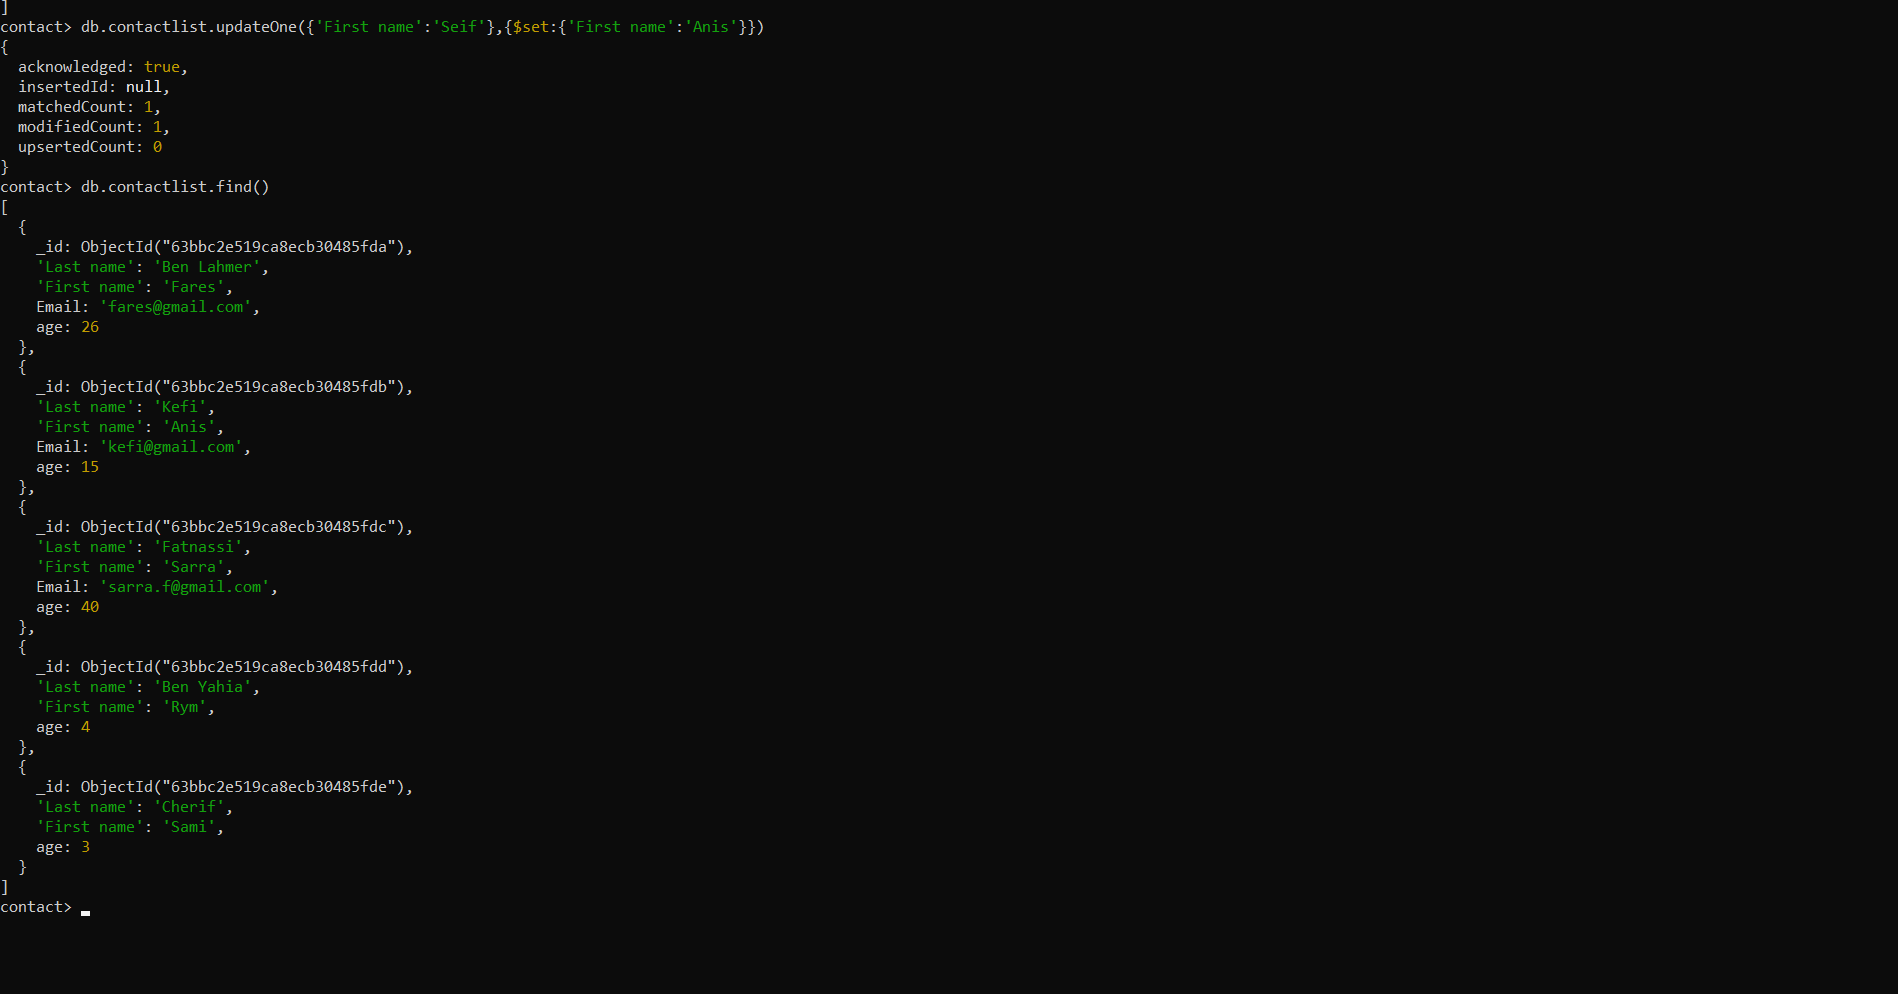 ]
contact> db.contactlist.updateOne({'First name':'Seif'},{$set:{'First name':'Anis'}})
{
  acknowledged: true,
  insertedId: null,
  matchedCount: 1,
  modifiedCount: 1,
  upsertedCount: 0
}
contact> db.contactlist.find()
[
  {
    _id: ObjectId("63bbc2e519ca8ecb30485fda"),
    'Last name': 'Ben Lahmer',
    'First name': 'Fares',
    Email: 'fares@gmail.com',
    age: 26
  },
  {
    _id: ObjectId("63bbc2e519ca8ecb30485fdb"),
    'Last name': 'Kefi',
    'First name': 'Anis',
    Email: 'kefi@gmail.com',
    age: 15
  },
  {
    _id: ObjectId("63bbc2e519ca8ecb30485fdc"),
    'Last name': 'Fatnassi',
    'First name': 'Sarra',
    Email: 'sarra.f@gmail.com',
    age: 40
  },
  {
    _id: ObjectId("63bbc2e519ca8ecb30485fdd"),
    'Last name': 'Ben Yahia',
    'First name': 'Rym',
    age: 4
  },
  {
    _id: ObjectId("63bbc2e519ca8ecb30485fde"),
    'Last name': 'Cherif',
    'First name': 'Sami',
    age: 3
  }
]
contact>